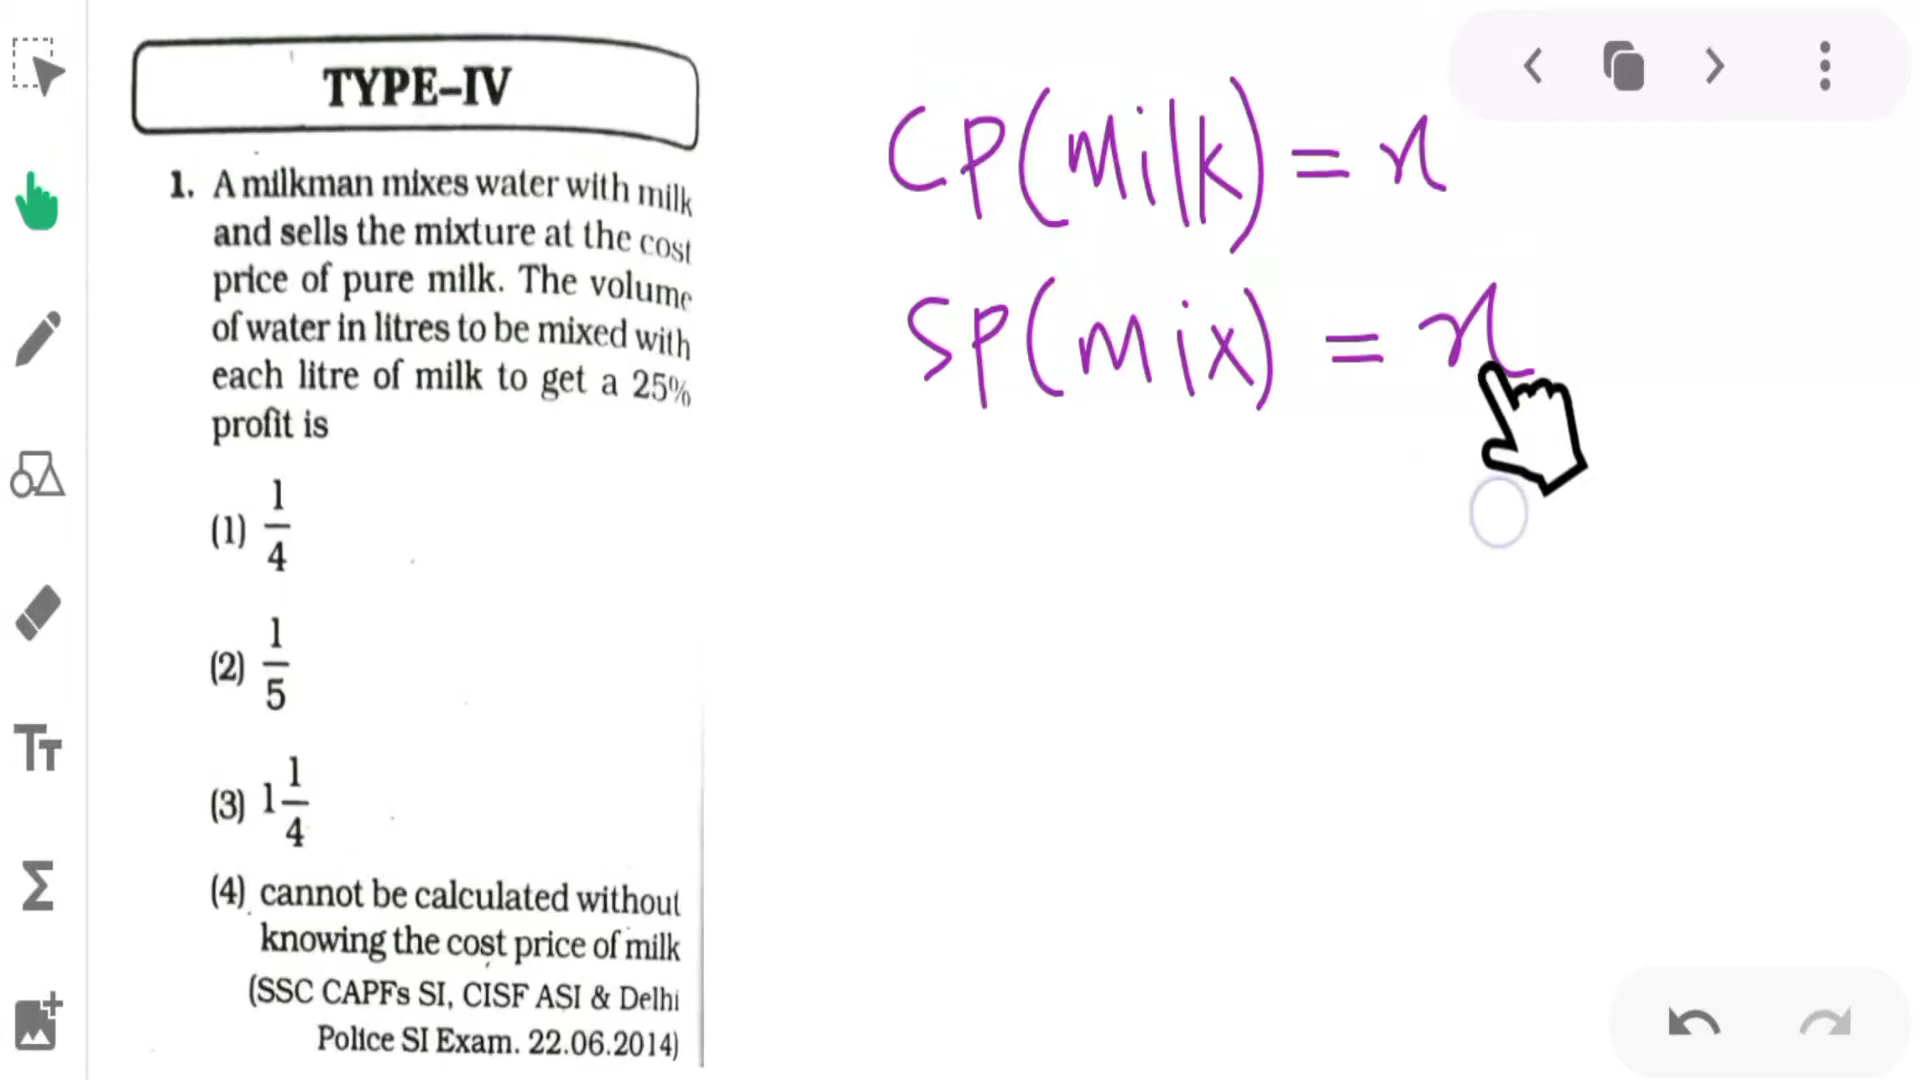 TYPE–IV
1. A milkman mixes water with milk
and sells the mixture at the cost
price of pure milk. The volume
of water in litres to be mixed with
each litre of milk to get a 25%
profit is
(1) 1/4
(2) 1/5
(3) 1 1/4
(4) cannot be calculated without
knowing the cost price of milk
(SSC CAPFs SI, CISF ASI & Delhi
Police SI Exam. 22.06.2014)
CP(Milk) = x
SP(Mix) = x
TT
Σ